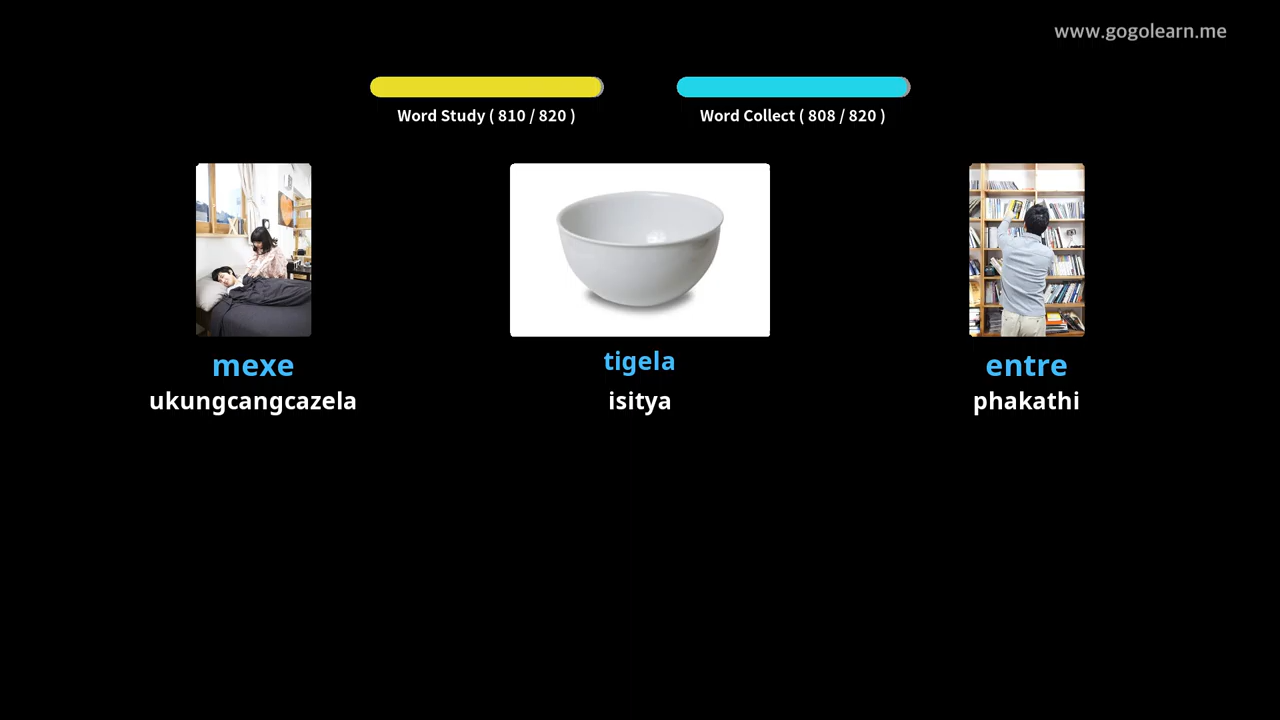 www.gogolearn.me
Word Study ( 810 / 820 )
Word Collect ( 808 / 820 )
mexe
ukungcangcazela
tigela
isitya
entre
phakathi